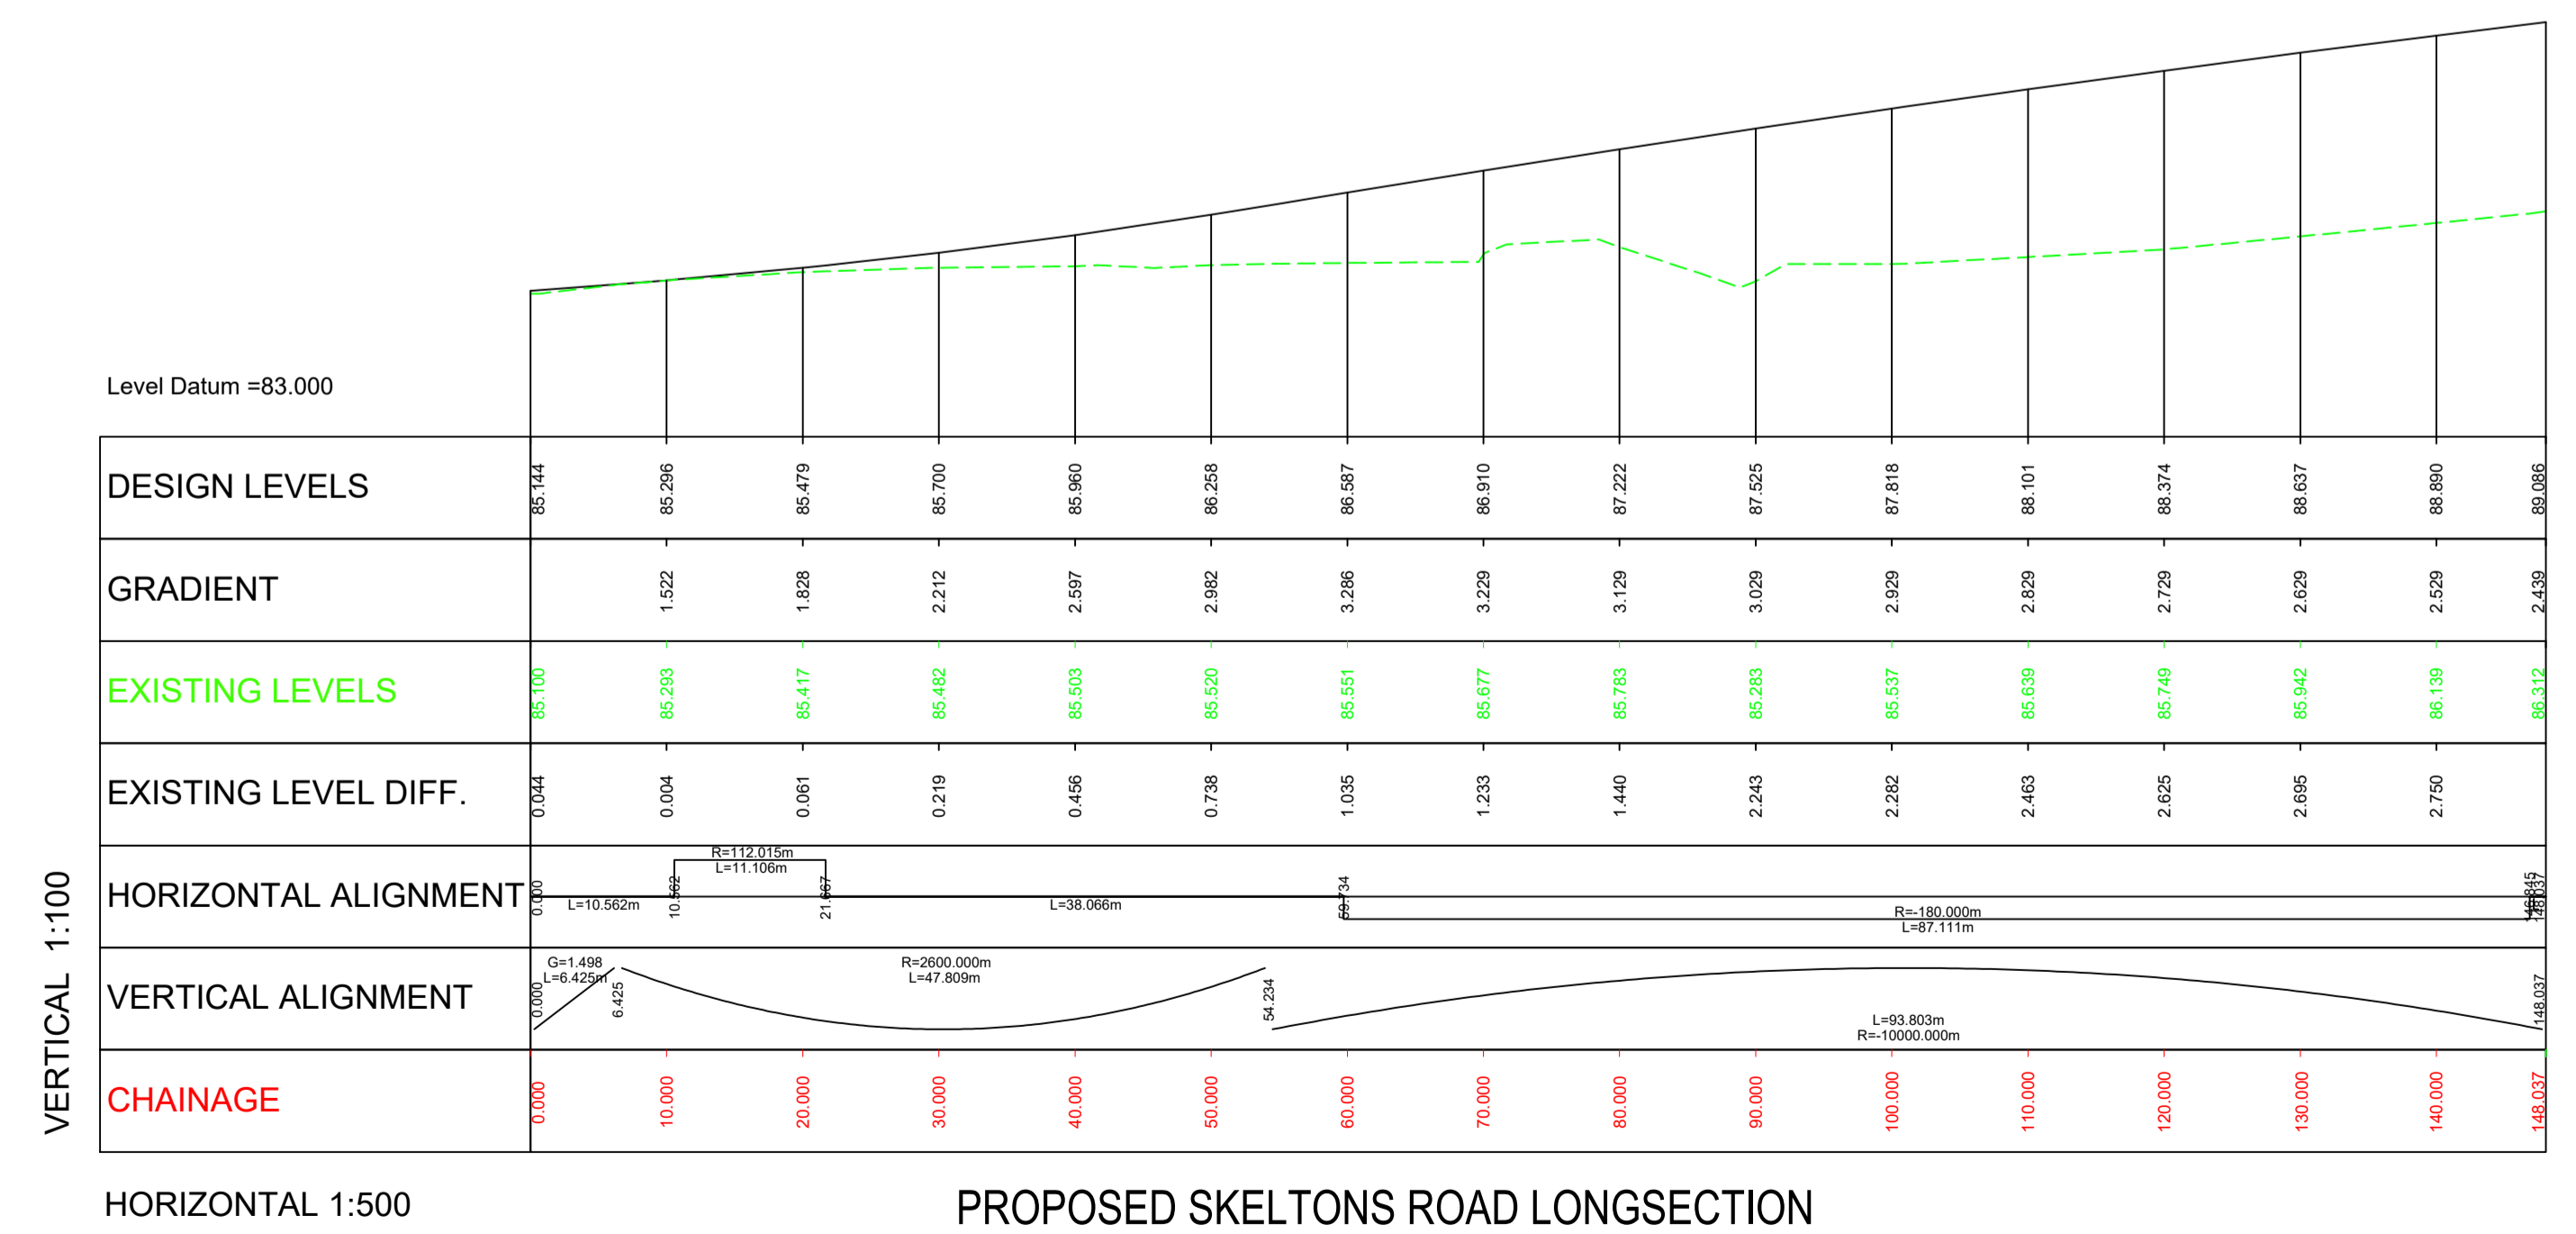 Level Datum =83.000
DESIGN LEVELS 85.144 85.296 85.479 85.700 85.960 86.258 86.587 86.910 87.222 87.525 87.818 88.101 88.374 88.637 88.890 89.086
GRADIENT 1.522 1.828 2.212 2.597 2.982 3.286 3.229 3.129 3.029 2.929 2.829 2.729 2.629 2.529 2.439
EXISTING LEVELS 85.100 85.293 85.417 85.482 85.503 85.520 85.551 85.677 85.783 85.283 85.537 85.639 85.749 85.942 86.139 86.312
EXISTING LEVEL DIFF. 0.044 0.004 0.061 0.219 0.456 0.738 1.035 1.233 1.440 2.243 2.282 2.463 2.625 2.695 2.750
R=112.015m
L=11.106m
HORIZONTAL ALIGNMENT 0.000 10.562 21.667 59.734 148.037
L=10.562m L=38.066m
R=-180.000m
L=87.111m
G=1.498 R=2600.000m
L=6.425m L=47.809m
VERTICAL ALIGNMENT 0.000 6.425 54.234 148.037
L=93.803m
R=-10000.000m
CHAINAGE 0.000 10.000 20.000 30.000 40.000 50.000 60.000 70.000 80.000 90.000 100.000 110.000 120.000 130.000 140.000 148.037
VERTICAL 1:100
HORIZONTAL 1:500
PROPOSED SKELTONS ROAD LONGSECTION